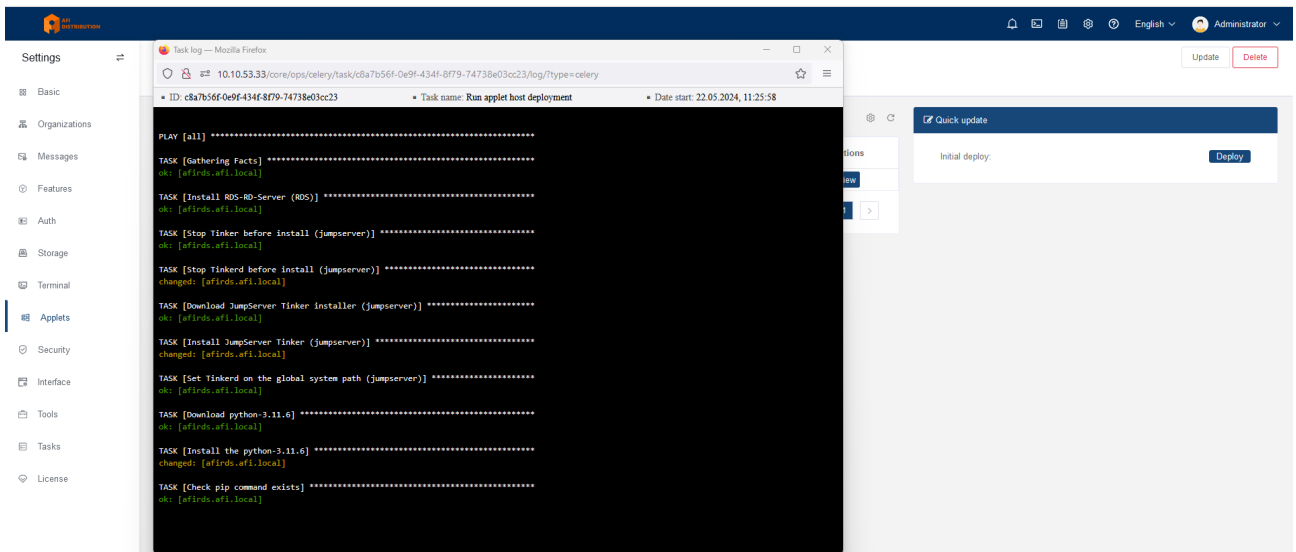 AFI
DISTRIBUTION
English
Administrator
Settings
Update
Delete
Basic
Organizations
Messages
Features
Auth
Storage
Terminal
Applets
Security
Interface
Tools
Tasks
License
Task log — Mozilla Firefox
10.10.53.33/core/ops/celery/task/c8a7b56f-0e9f-434f-8f79-74738e03cc23/log/?type=celery
ID: c8a7b56f-0e9f-434f-8f79-74738e03cc23
Task name: Run applet host deployment
Date start: 22.05.2024, 11:25:58
PLAY [all] *********************************************************************
TASK [Gathering Facts] *********************************************************
ok: [afirds.afi.local]
TASK [Install RDS-RD-Server (RDS)] *********************************************
ok: [afirds.afi.local]
TASK [Stop Tinker before install (jumpserver)] *********************************
ok: [afirds.afi.local]
TASK [Stop Tinkerd before install (jumpserver)] ********************************
changed: [afirds.afi.local]
TASK [Download JumpServer Tinker installer (jumpserver)] ***********************
ok: [afirds.afi.local]
TASK [Install JumpServer Tinker (jumpserver)] **********************************
changed: [afirds.afi.local]
TASK [Set Tinkerd on the global system path (jumpserver)] **********************
ok: [afirds.afi.local]
TASK [Download python-3.11.6] **************************************************
ok: [afirds.afi.local]
TASK [Install the python-3.11.6] ***********************************************
changed: [afirds.afi.local]
TASK [Check pip command exists] ************************************************
ok: [afirds.afi.local]
tions
iew
1
Quick update
Initial deploy:
Deploy